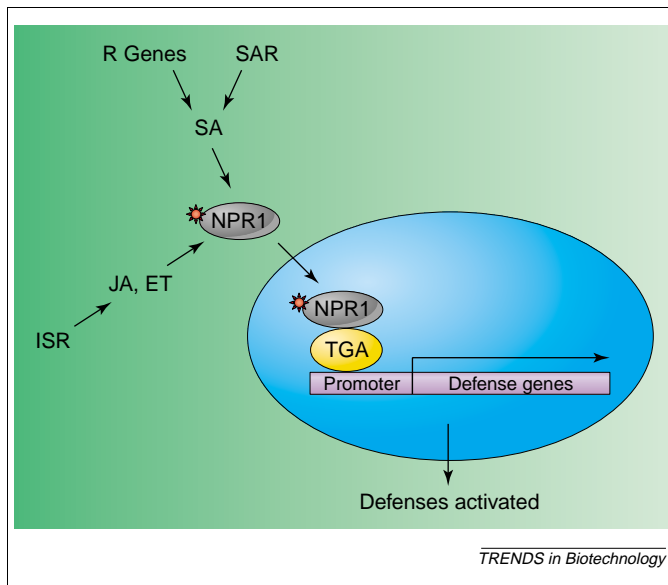 R Genes SAR
SA
NPR1
JA, ET
ISR
NPR1
TGA
Promoter Defense genes
Defenses activated
TRENDS in Biotechnology